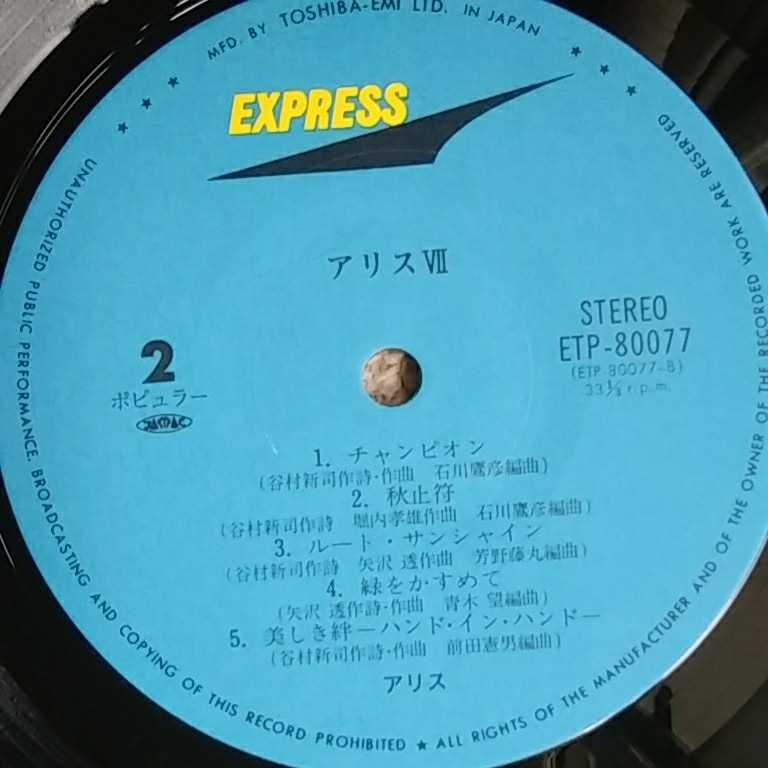 MFD. BY TOSHIBA-EMI LTD. IN JAPAN
EXPRESS
アリスⅦ
STEREO
ETP-80077
(ETP-80077-B)
33⅓ r.p.m.
2
ポピュラー
JASRAC
1. チャンピオン
(谷村新司作詩・作曲 石川鷹彦編曲)
2. 秋止符
(谷村新司作詩 堀内孝雄作曲 石川鷹彦編曲)
3. ルート・サンシャイン
(谷村新司作詩 矢沢 透作曲 芳野藤丸編曲)
4. 緑をかすめて
(矢沢 透作詩・作曲 青木 望編曲)
5. 美しき絆―ハンド・イン・ハンド―
(谷村新司作詩・作曲 前田憲男編曲)
アリス
UNAUTHORIZED PUBLIC PERFORMANCE, BROADCASTING AND COPYING OF THIS RECORD PROHIBITED ★ ALL RIGHTS OF THE MANUFACTURER AND OF THE OWNER OF THE RECORDED WORK ARE RESERVED